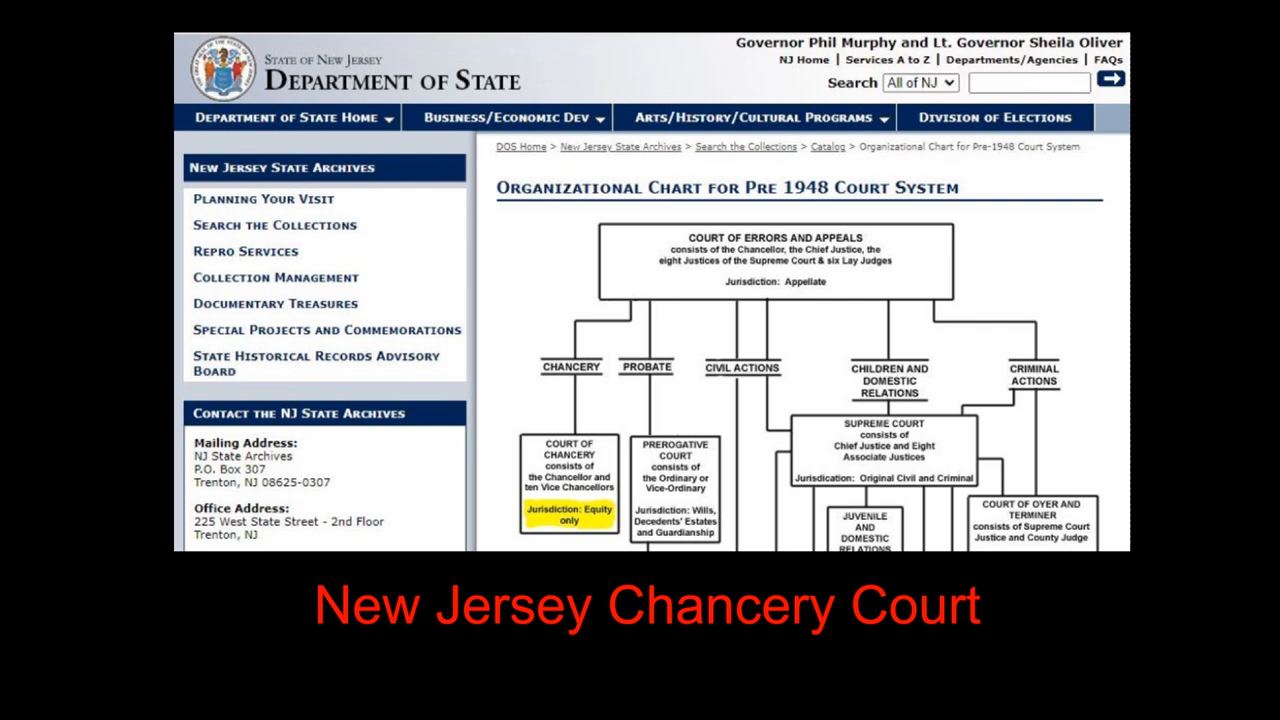 Governor Phil Murphy and Lt. Governor Sheila Oliver
STATE OF NEW JERSEY
DEPARTMENT OF STATE
NJ Home | Services A to Z | Departments/Agencies | FAQs
Search All of NJ
DEPARTMENT OF STATE HOME
BUSINESS/ECONOMIC DEV
ARTS/HISTORY/CULTURAL PROGRAMS
DIVISION OF ELECTIONS
DOS Home > New Jersey State Archives > Search the Collections > Catalog > Organizational Chart for Pre-1948 Court System
NEW JERSEY STATE ARCHIVES
PLANNING YOUR VISIT
SEARCH THE COLLECTIONS
REPRO SERVICES
COLLECTION MANAGEMENT
DOCUMENTARY TREASURES
SPECIAL PROJECTS AND COMMEMORATIONS
STATE HISTORICAL RECORDS ADVISORY
BOARD
CONTACT THE NJ STATE ARCHIVES
Mailing Address:
NJ State Archives
P.O. Box 307
Trenton, NJ 08625-0307
Office Address:
225 West State Street - 2nd Floor
Trenton, NJ
ORGANIZATIONAL CHART FOR PRE 1948 COURT SYSTEM
COURT OF ERRORS AND APPEALS
consists of the Chancellor, the Chief Justice, the
eight Justices of the Supreme Court & six Lay Judges
Jurisdiction: Appellate
CHANCERY
PROBATE
CIVIL ACTIONS
CHILDREN AND
DOMESTIC
RELATIONS
CRIMINAL
ACTIONS
COURT OF
CHANCERY
consists of
the Chancellor and
ten Vice Chancellors
Jurisdiction: Equity
only
PREROGATIVE
COURT
consists of
the Ordinary or
Vice-Ordinary
Jurisdiction: Wills,
Decedents' Estates
and Guardianship
SUPREME COURT
consists of
Chief Justice and Eight
Associate Justices
Jurisdication: Original Civil and Criminal
JUVENILE
AND
DOMESTIC
RELATIONS
COURT OF OYER AND
TERMINER
consists of Supreme Court
Justice and County Judge
New Jersey Chancery Court